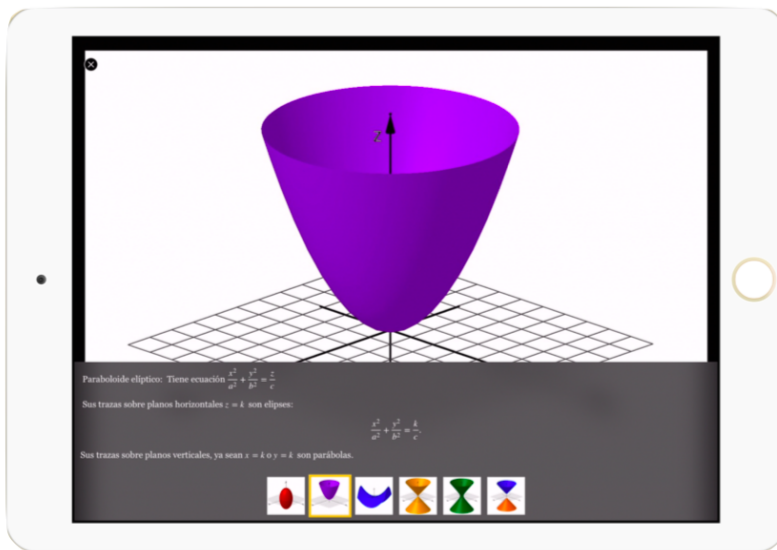 z
Paraboloide elíptico: Tiene ecuación x²/a² + y²/b² = z/c
Sus trazas sobre planos horizontales z = k son elipses:
x²/a² + y²/b² = k/c.
Sus trazas sobre planos verticales, ya sean x = k o y = k son parábolas.